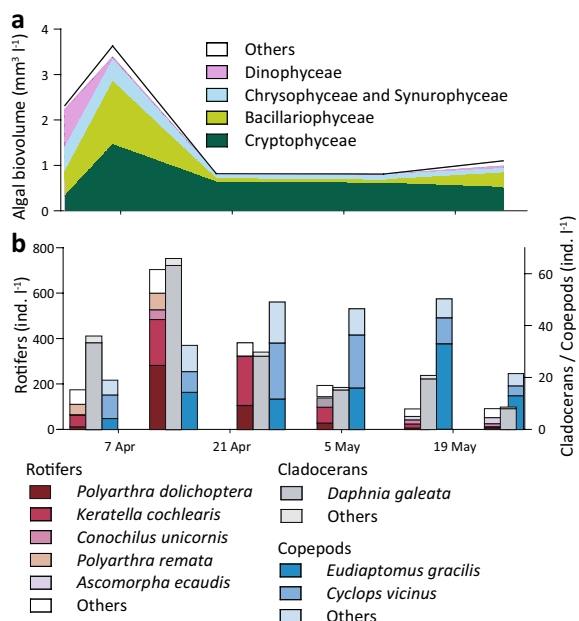 a
Algal biovolume (mm³ l⁻¹)
4
3
2
1
0
Others
Dinophyceae
Chrysophyceae and Synurophyceae
Bacillariophyceae
Cryptophyceae
b
Rotifers (ind. l⁻¹)
800
600
400
200
0
Cladocerans / Copepods (ind. l⁻¹)
60
40
20
0
7 Apr 21 Apr 5 May 19 May
Rotifers
Polyarthra dolichoptera
Keratella cochlearis
Conochilus unicornis
Polyarthra remata
Ascomorpha ecaudis
Others
Cladocerans
Daphnia galeata
Others
Copepods
Eudiaptomus gracilis
Cyclops vicinus
Others